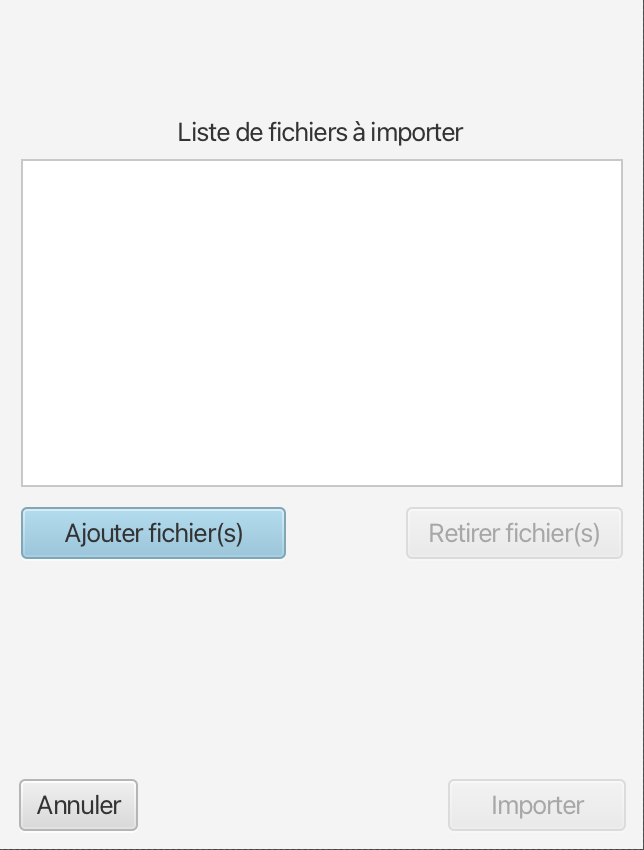 Liste de fichiers à importer
Ajouter fichier(s)
Retirer fichier(s)
Annuler
Importer